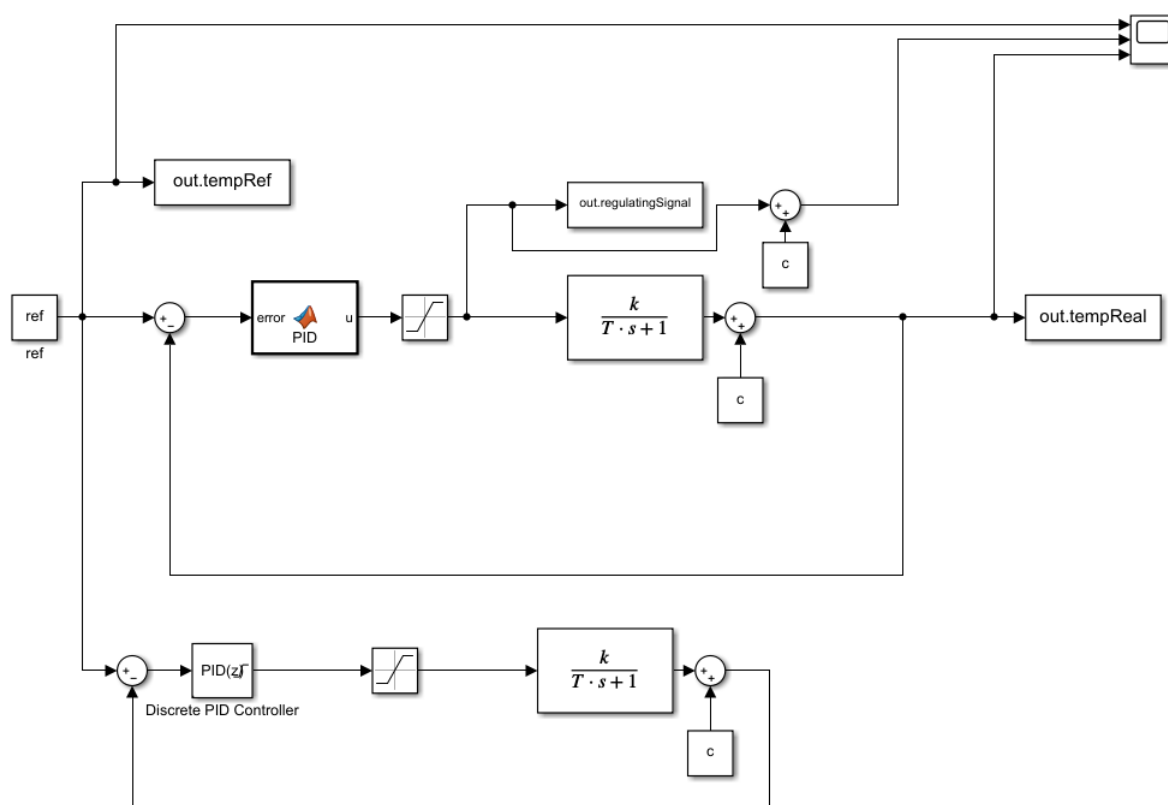 out.tempRef
out.regulatingSignal
+
+
c
ref
ref
+
−
error
u
PID
k
T · s + 1
+
+
out.tempReal
c
+
−
PID(z)
Discrete PID Controller
k
T · s + 1
+
+
c